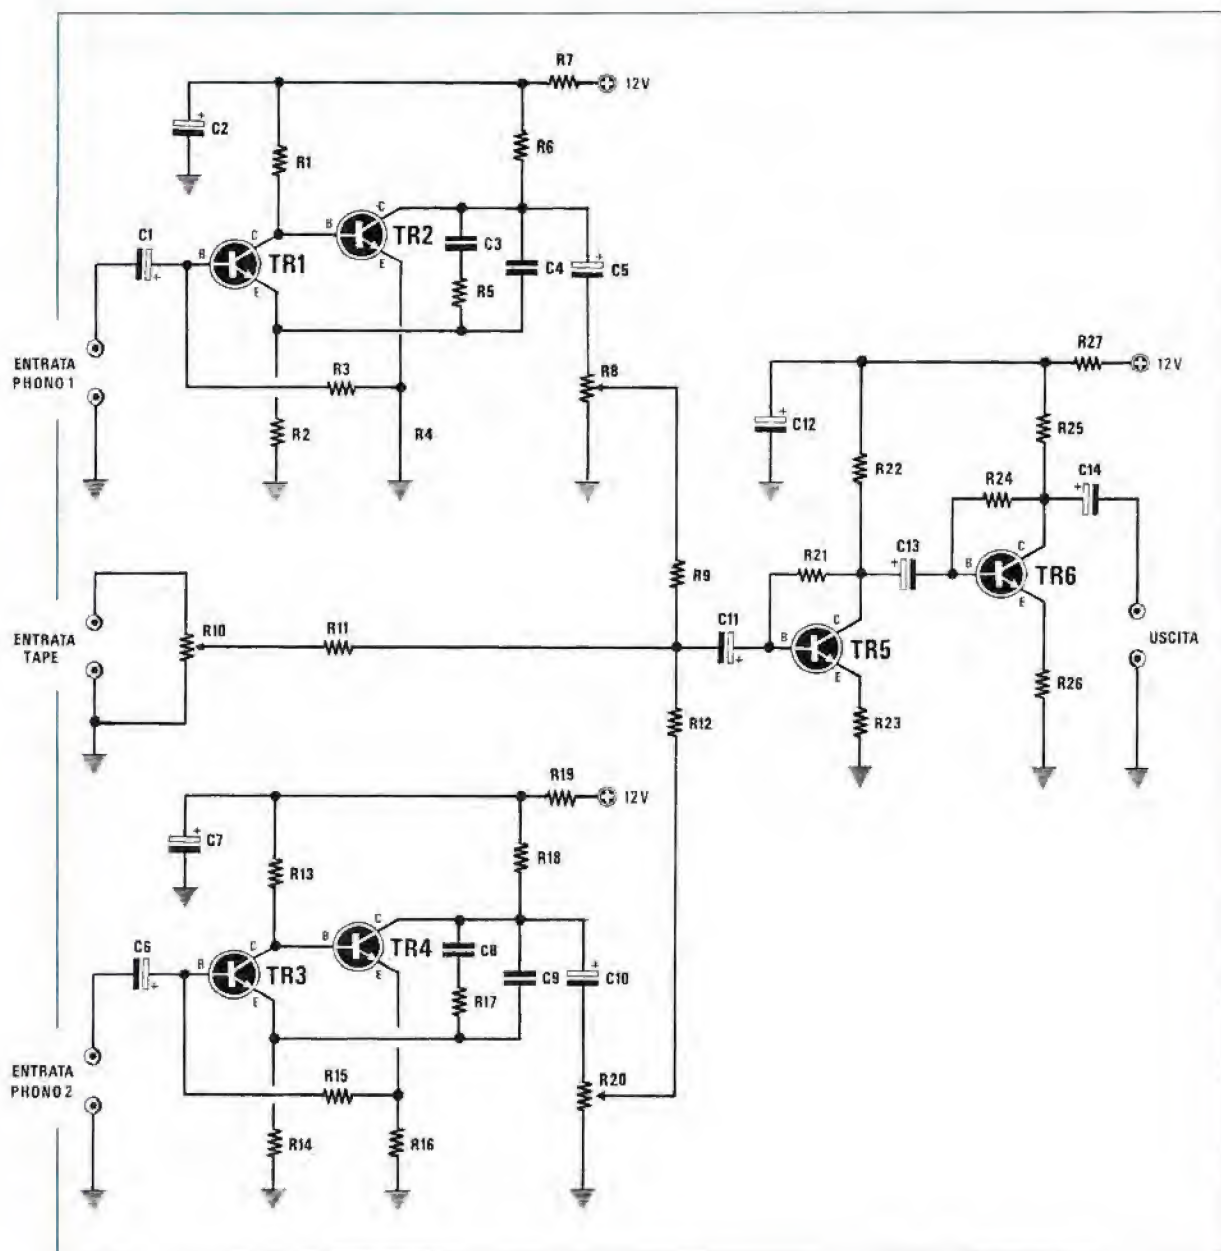 R7
12V
C2
R1
R6
C1
B
C
TR1
E
B
C
TR2
E
C3
R5
C4
C5
ENTRATA
PHONO 1
R3
R2
R4
R8
R9
ENTRATA
TAPE
R10
R11
R12
C11
R27
12V
C12
R22
R25
R24
C14
R21
C13
B
C
TR5
E
R23
B
C
TR6
E
R26
USCITA
R19
12V
C7
R13
R18
C6
B
C
TR3
E
B
C
TR4
E
C8
R17
C9
C10
ENTRATA
PHONO 2
R15
R14
R16
R20